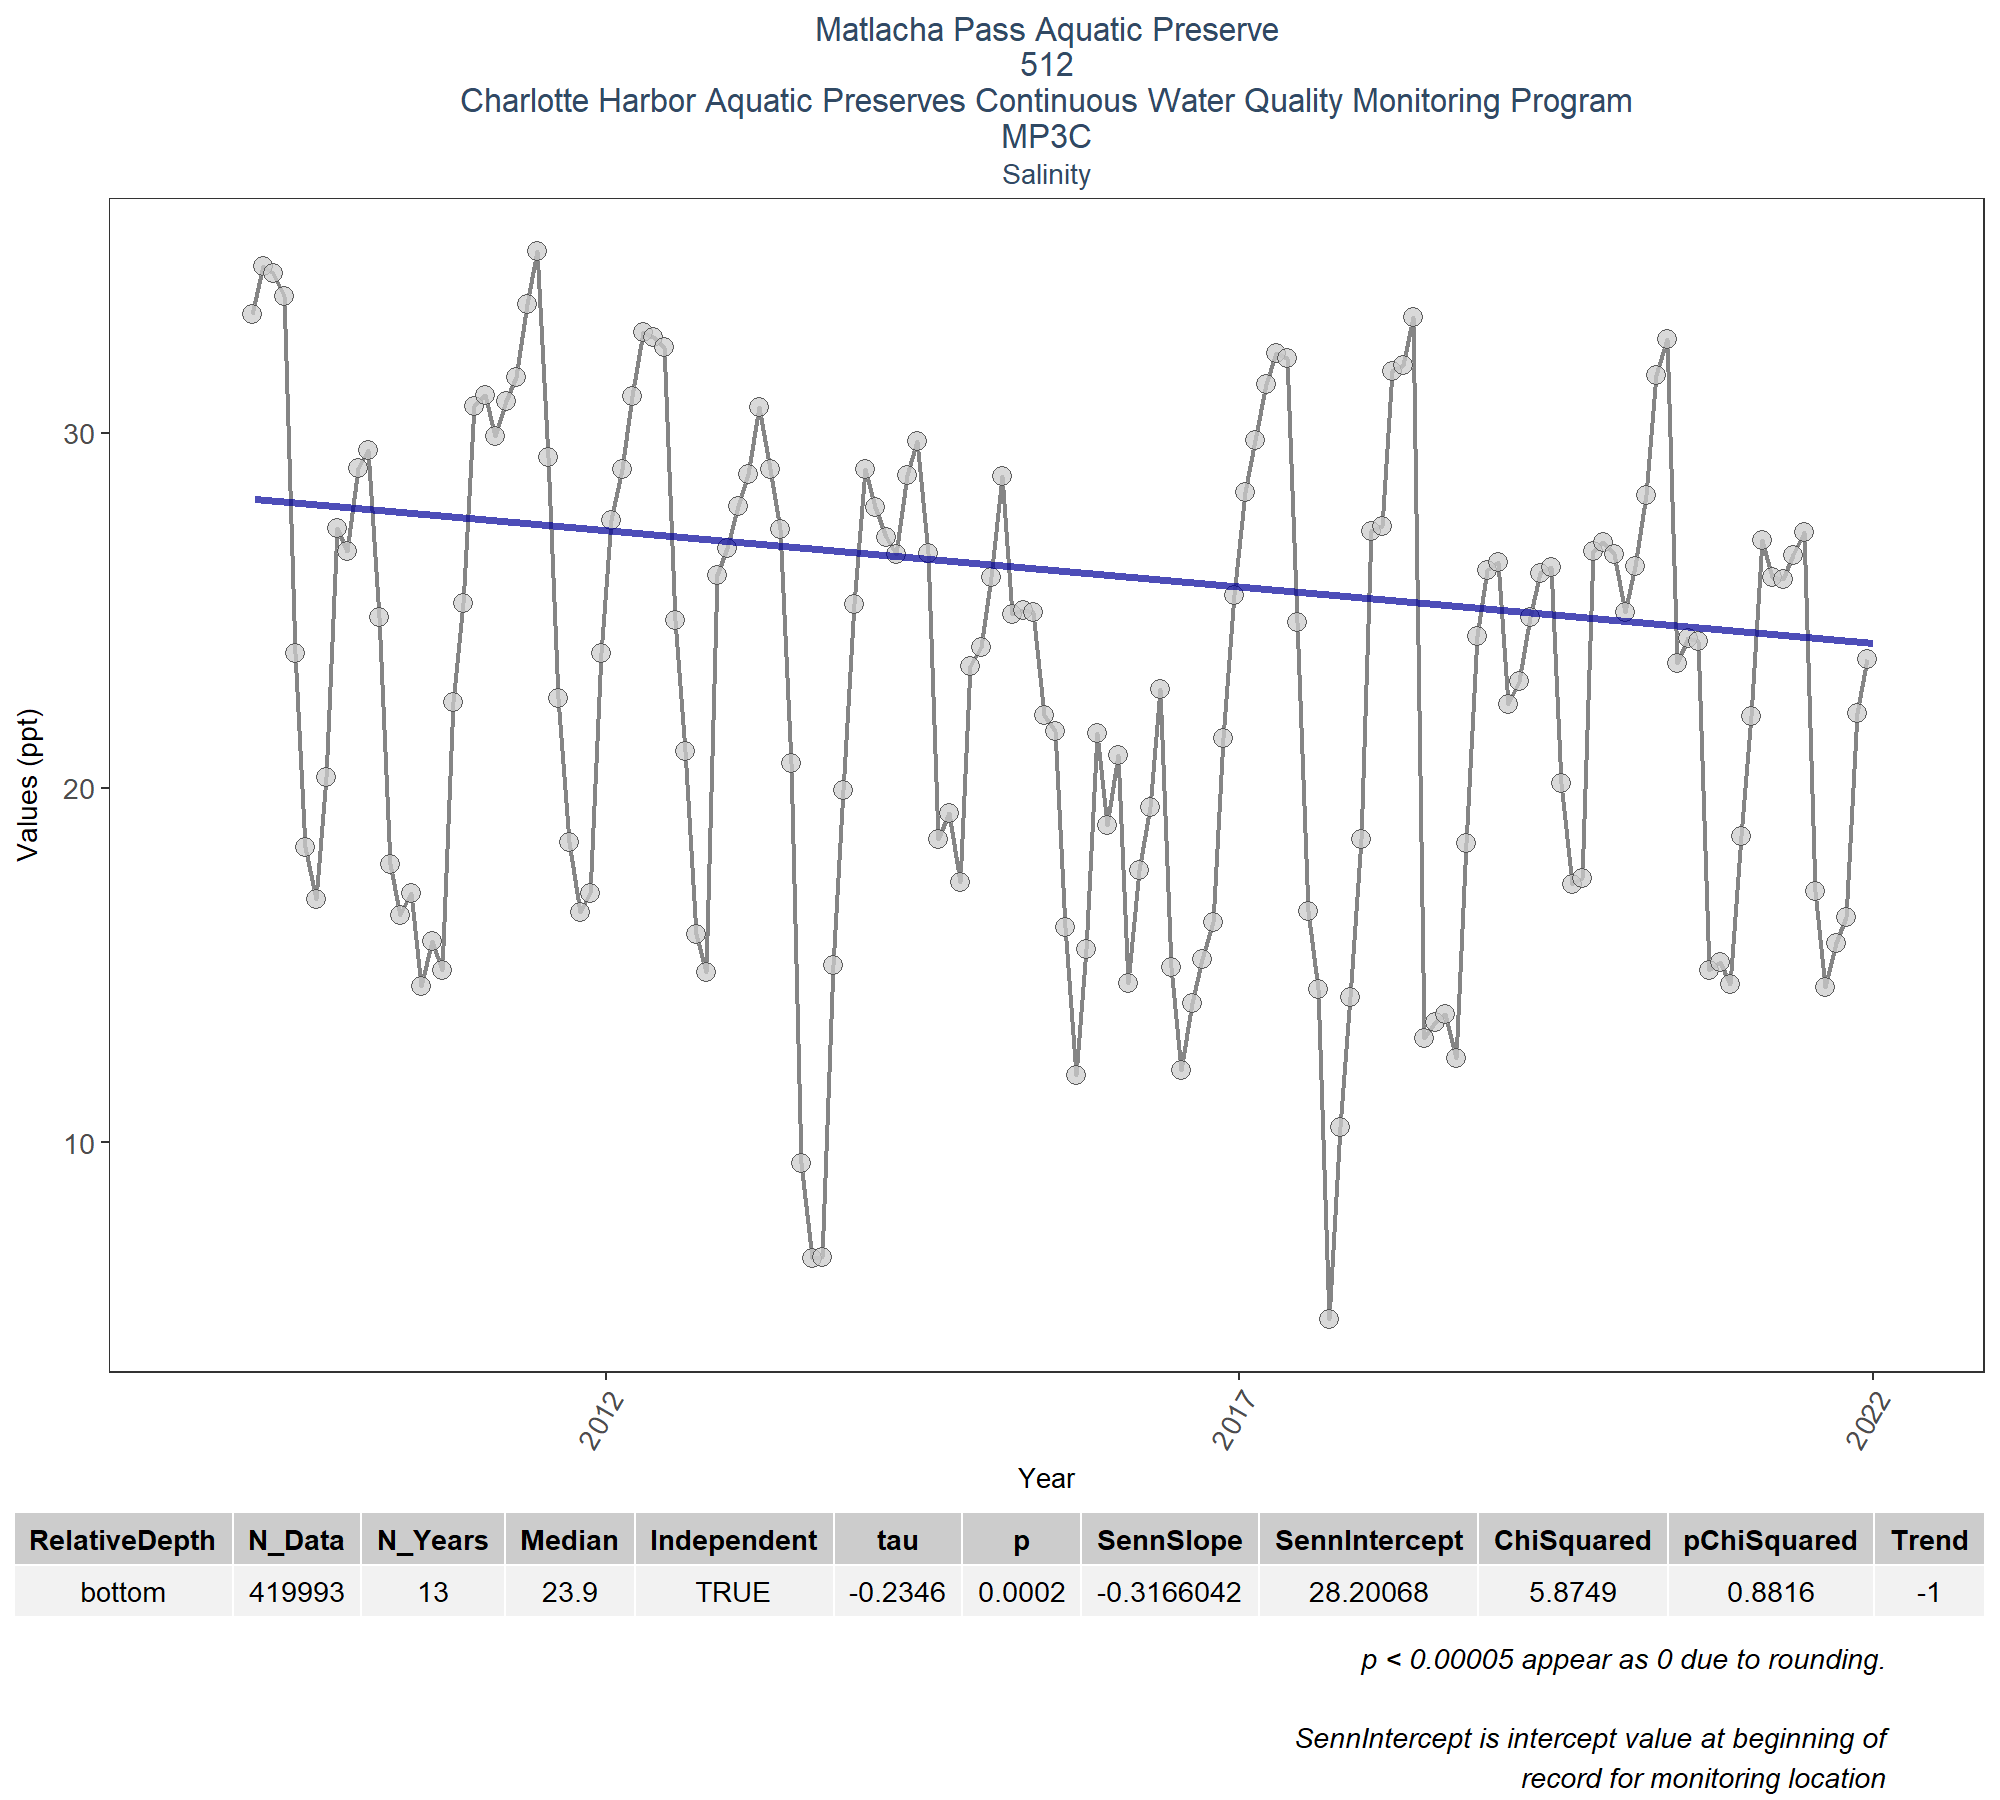 Matlacha Pass Aquatic Preserve
512
Charlotte Harbor Aquatic Preserves Continuous Water Quality Monitoring Program
MP3C
Salinity
Values (ppt)
30
20
10
2012
2017
2022
Year
RelativeDepth N_Data N_Years Median Independent tau p SennSlope SennIntercept ChiSquared pChiSquared Trend
bottom 419993 13 23.9 TRUE -0.2346 0.0002 -0.3166042 28.20068 5.8749 0.8816 -1
p < 0.00005 appear as 0 due to rounding.
SennIntercept is intercept value at beginning of
record for monitoring location